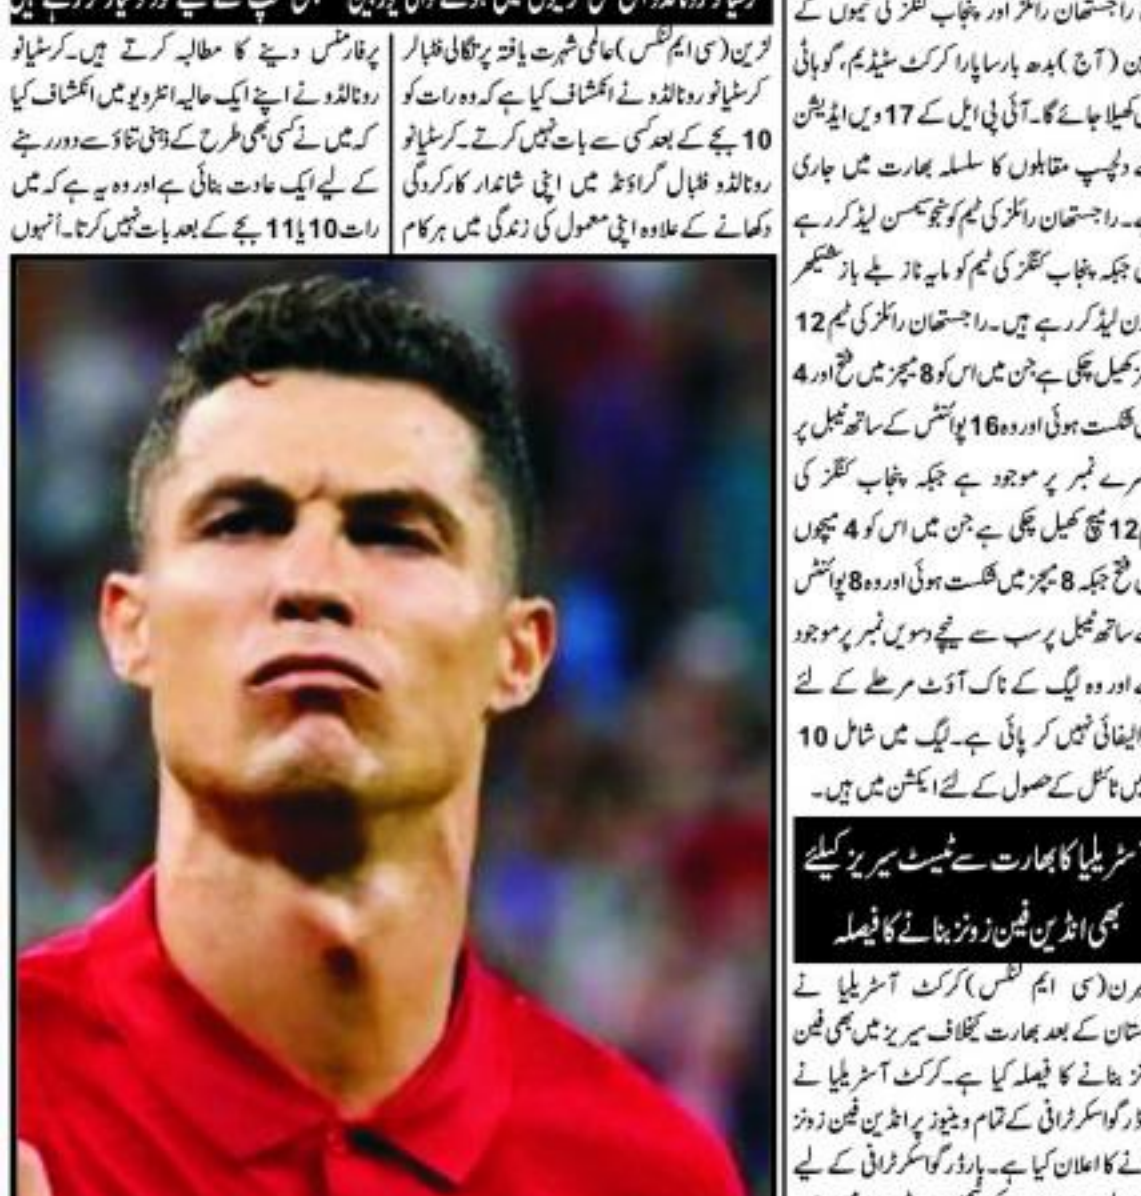 لزبن(سی ایم لنکس)عالمی شہرت یافتہ پرتگالی فٹبالر
کرسٹیانو رونالڈو نے انکشاف کیا ہے کہ وہ رات کو
10 بجے کے بعد کسی سے بات نہیں کرتے۔کرسٹیانو
رونالڈو فٹبال گراؤنڈ میں اپنی شاندار کارکردگی
دکھانے کے علاوہ اپنی معمول کی زندگی میں ہر کام
پرفارمنس دینے کا مطالبہ کرتے ہیں۔کرسٹیانو
رونالڈو نے اپنے ایک حالیہ انٹرویو میں انکشاف کیا
کہ میں نے کسی بھی طرح کے ذہنی تناؤ سے دور رہنے
کے لیے ایک عادت بنائی ہے اور وہ یہ ہے کہ میں
رات 10 یا 11 بجے کے بعد بات نہیں کرتا۔اُنہوں
راجستھان رائلز اور پنجاب کنگز کی ٹیموں کے
(آج)بدھ بارساپارا کرکٹ سٹیڈیم، گوہاٹی
کھیلا جائے گا۔آئی پی ایل کے 17 ویں ایڈیشن
دلچسپ مقابلوں کا سلسلہ بھارت میں جاری
راجستھان رائلز کی ٹیم کو سنجو سیمسن لیڈ کر رہے
جبکہ پنجاب کنگز کی ٹیم کو مایہ ناز بلے باز شیکھر
لیڈ کر رہے ہیں۔راجستھان رائلز کی ٹیم 12
کھیل چکی ہے جن میں اس کو 8 میچز میں فتح اور 4
شکست ہوئی اور وہ 16 پوائنٹس کے ساتھ ٹیبل پر
نمبر پر موجود ہے جبکہ پنجاب کنگز کی
12 میچ کھیل چکی ہے جن میں اس کو 4 میچوں
فتح جبکہ 8 میچز میں شکست ہوئی اور وہ 8 پوائنٹس
ساتھ ٹیبل پر سب سے نیچے دسویں نمبر پر موجود
اور وہ لیگ کے ناک آؤٹ مرحلے کے لئے
نہیں کر پائی ہے۔لیگ میں شامل 10
ٹائٹل کے حصول کے لئے ایکشن میں ہیں۔
کا بھارت سے ٹیسٹ سیریز کیلئے
بھی انڈین فین زونز بنانے کا فیصلہ
(سی ایم لنکس)کرکٹ آسٹریلیا نے
کے بعد بھارت کیخلاف سیریز میں بھی فین
بنانے کا فیصلہ کیا ہے۔کرکٹ آسٹریلیا نے
گواسکر ٹرافی کے تمام وینیوز پر انڈین فین زونز
کا اعلان کیا ہے۔بارڈر گواسکر ٹرافی کے لیے